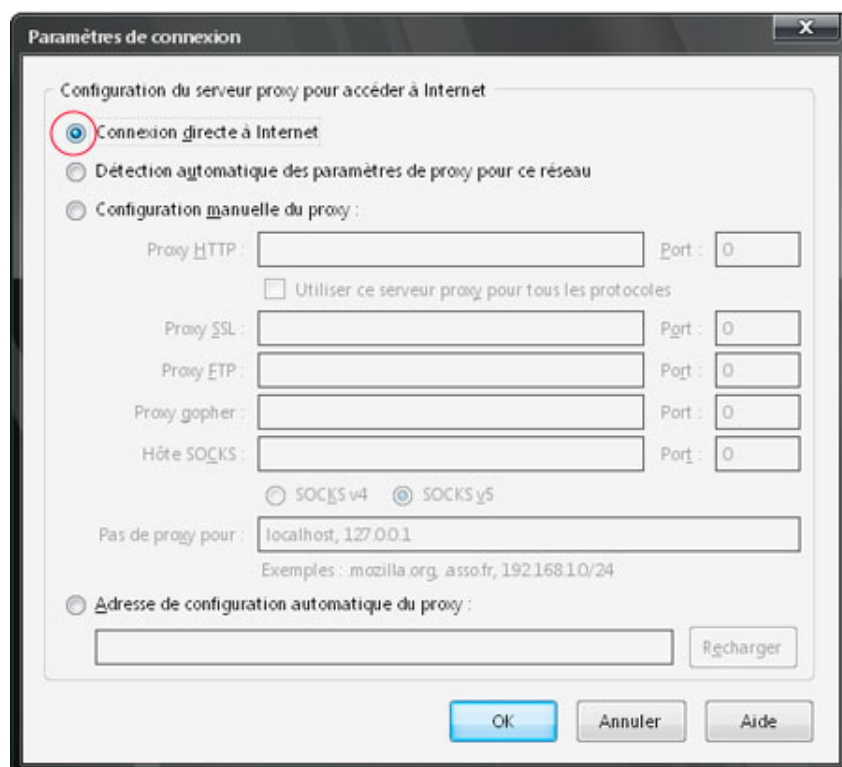 Paramètres de connexion
X
Configuration du serveur proxy pour accéder à Internet
Connexion directe à Internet
Détection automatique des paramètres de proxy pour ce réseau
Configuration manuelle du proxy :
Proxy HTTP : Port : 0
Utiliser ce serveur proxy pour tous les protocoles
Proxy SSL : Port : 0
Proxy FTP : Port : 0
Proxy gopher : Port : 0
Hôte SOCKS : Port : 0
SOCKS v4 SOCKS v5
Pas de proxy pour : localhost, 127.0.0.1
Exemples : .mozilla.org, .asso.fr, 192.168.1.0/24
Adresse de configuration automatique du proxy :
Recharger
OK Annuler Aide